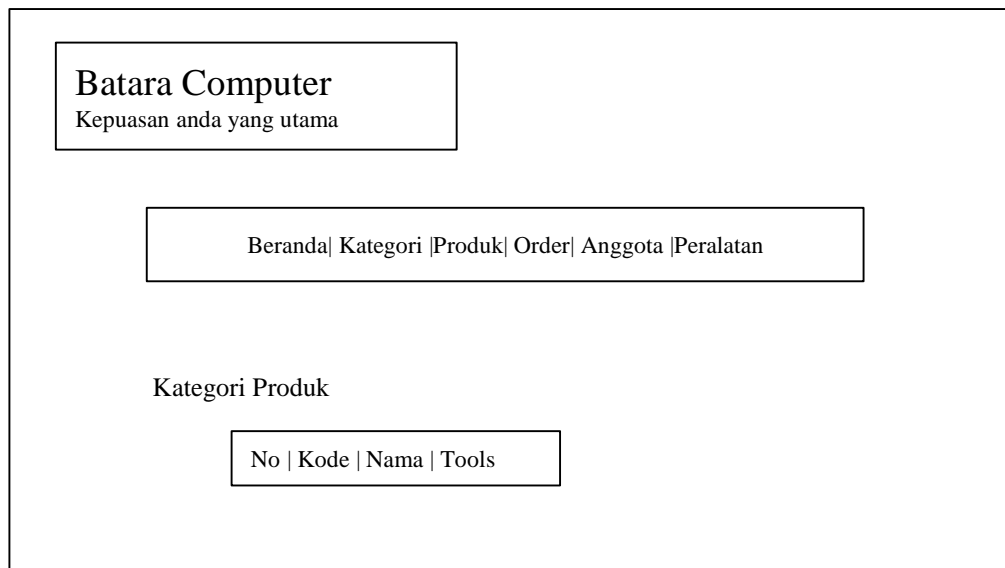 Batara Computer
Kepuasan anda yang utama
Beranda| Kategori |Produk| Order| Anggota |Peralatan
Kategori Produk
No | Kode | Nama | Tools